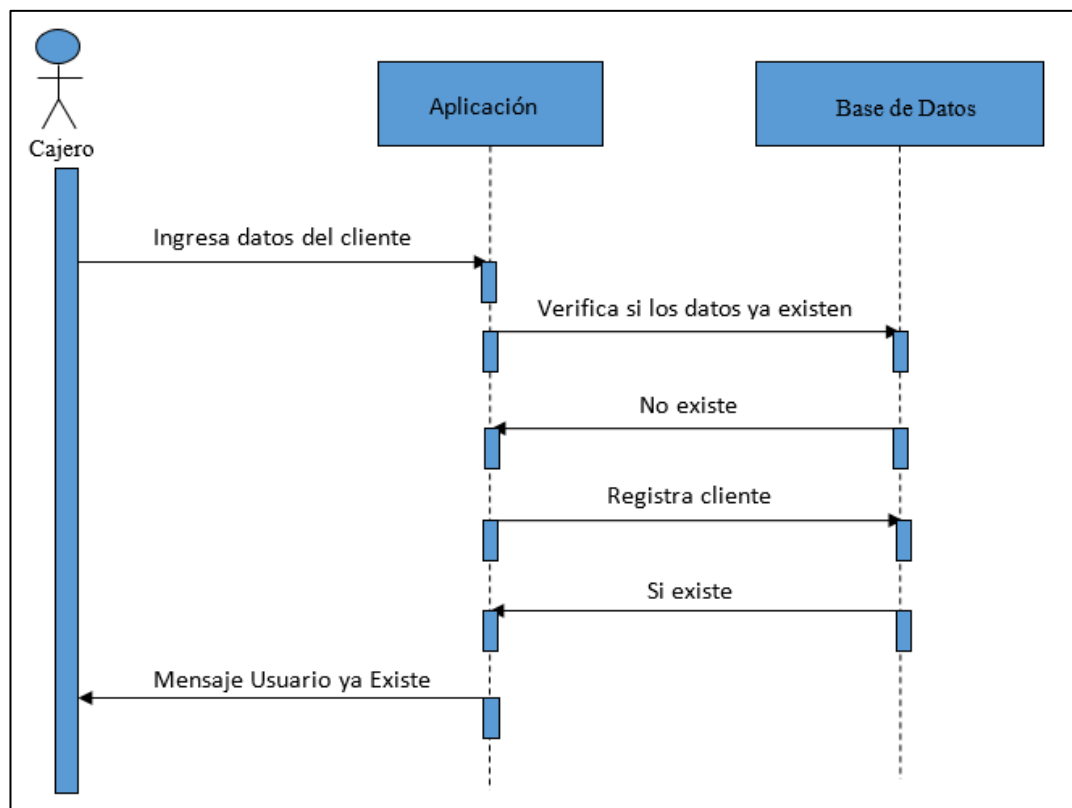 Cajero
Aplicación
Base de Datos
Ingresa datos del cliente
Verifica si los datos ya existen
No existe
Registra cliente
Si existe
Mensaje Usuario ya Existe